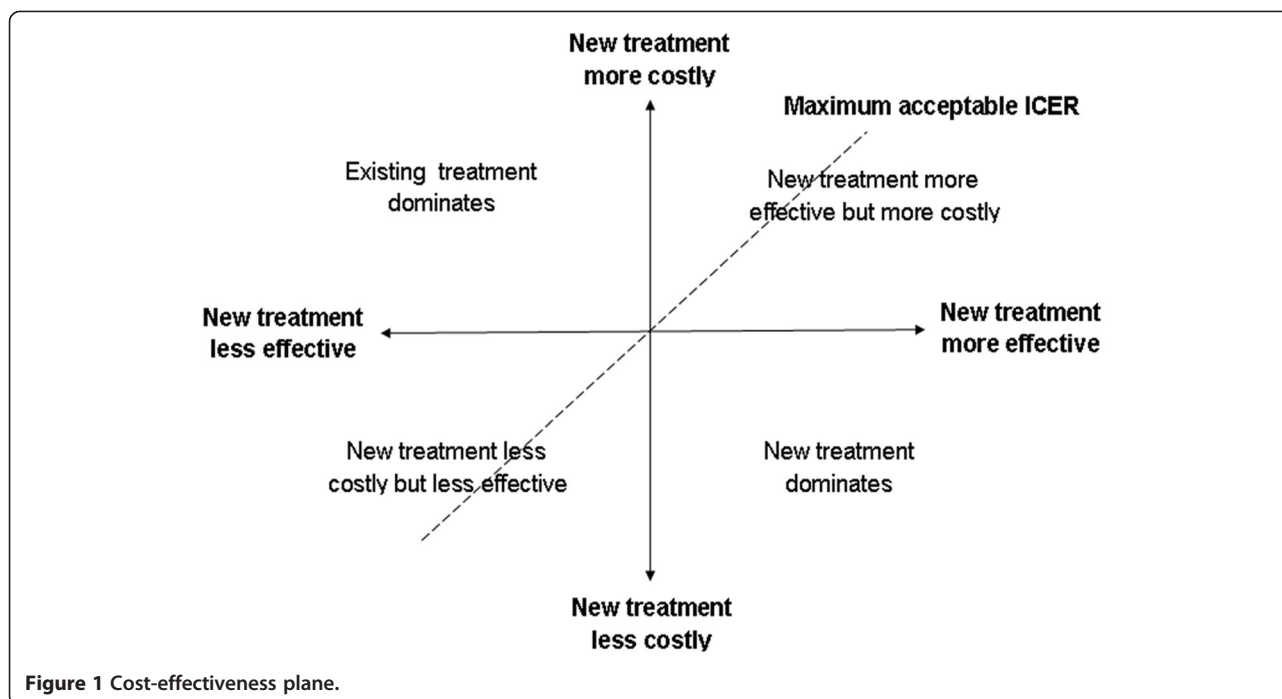 New treatment
more costly
Maximum acceptable ICER
Existing treatment
dominates
New treatment more
effective but more costly
New treatment
less effective
New treatment
more effective
New treatment less
costly but less effective
New treatment
dominates
New treatment
less costly
Figure 1 Cost-effectiveness plane.